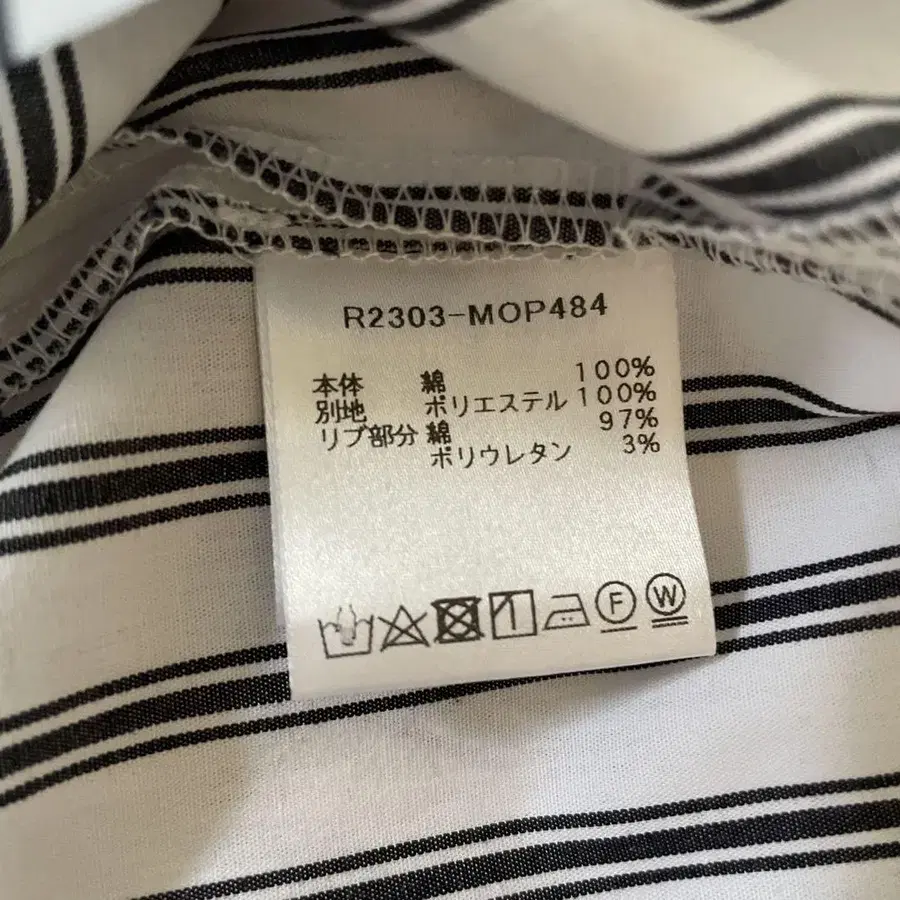 R2303-MOP484
本体 綿 100%
別地 ポリエステル 100%
リブ部分 綿 97%
ポリウレタン 3%
F W